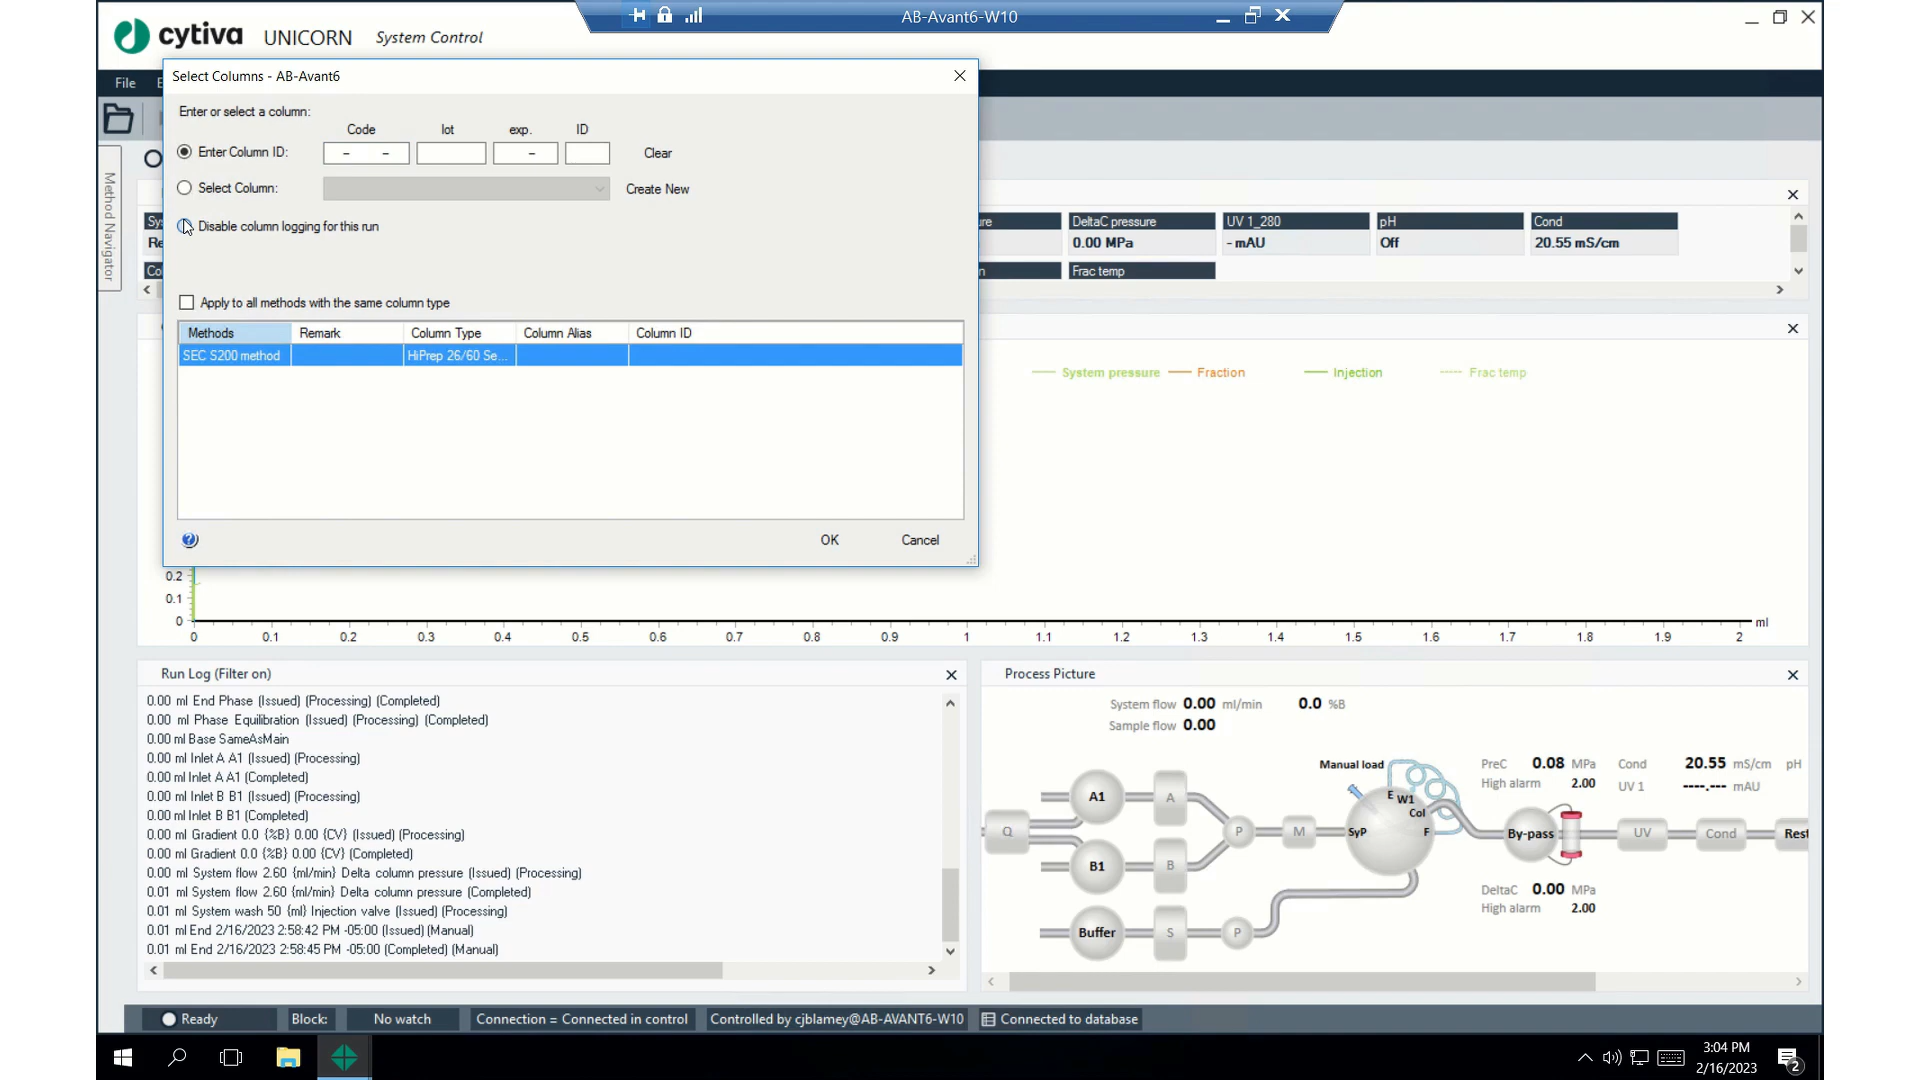 AB-Avant6-W10
cytiva UNICORN System Control
File
Select Columns - AB-Avant6
Enter or select a column:
Code lot exp. ID
Enter Column ID: – – – Clear
Select Column: Create New
Disable column logging for this run
Apply to all methods with the same column type
Methods Remark Column Type Column Alias Column ID
SEC S200 method HiPrep 26/60 Se...
OK Cancel
Method Navigator
DeltaC pressure UV 1_280 pH Cond
0.00 MPa - mAU Off 20.55 mS/cm
Frac temp
System pressure Fraction Injection Frac temp
0.2
0.1
0
0 0.1 0.2 0.3 0.4 0.5 0.6 0.7 0.8 0.9 1 1.1 1.2 1.3 1.4 1.5 1.6 1.7 1.8 1.9 2 ml
Run Log (Filter on)
0.00 ml End Phase (Issued) (Processing) (Completed)
0.00 ml Phase Equilibration (Issued) (Processing) (Completed)
0.00 ml Base SameAsMain
0.00 ml Inlet A A1 (Issued) (Processing)
0.00 ml Inlet A A1 (Completed)
0.00 ml Inlet B B1 (Issued) (Processing)
0.00 ml Inlet B B1 (Completed)
0.00 ml Gradient 0.0 {%B} 0.00 {CV} (Issued) (Processing)
0.00 ml Gradient 0.0 {%B} 0.00 {CV} (Completed)
0.00 ml System flow 2.60 {ml/min} Delta column pressure (Issued) (Processing)
0.01 ml System flow 2.60 {ml/min} Delta column pressure (Completed)
0.01 ml System wash 50 {ml} Injection valve (Issued) (Processing)
0.01 ml End 2/16/2023 2:58:42 PM -05:00 (Issued) (Manual)
0.01 ml End 2/16/2023 2:58:45 PM -05:00 (Completed) (Manual)
Process Picture
System flow 0.00 ml/min 0.0 %B
Sample flow 0.00
Manual load
PreC 0.08 MPa Cond 20.55 mS/cm pH
High alarm 2.00 UV 1 ----.--- mAU
E W1
Col
A1 A
Q P M SyP F By-pass UV Cond Rest
B1 B
DeltaC 0.00 MPa
High alarm 2.00
Buffer S P
Ready Block: No watch Connection = Connected in control Controlled by cjblamey@AB-AVANT6-W10 Connected to database
3:04 PM
2/16/2023
2